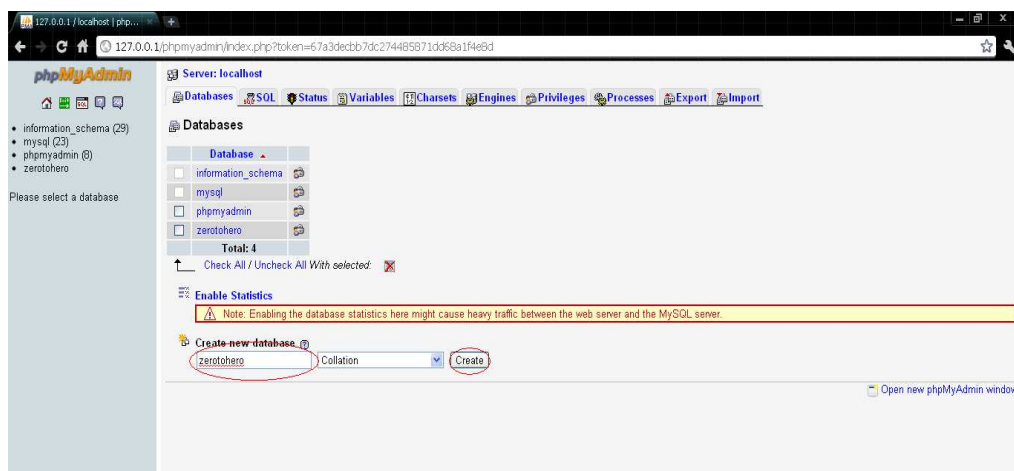 127.0.0.1 / localhost | php...
127.0.0.1/phpmyadmin/index.php?token=67a3decbb7dc274485871dd68a1f4e8d
phpMyAdmin
information_schema (29)
mysql (23)
phpmyadmin (8)
zerotohero
Please select a database
Server: localhost
Databases SQL Status Variables Charsets Engines Privileges Processes Export Import
Databases
Database
information_schema
mysql
phpmyadmin
zerotohero
Total: 4
Check All / Uncheck All With selected:
Enable Statistics
Note: Enabling the database statistics here might cause heavy traffic between the web server and the MySQL server.
Create new database
zerotohero Collation Create
Open new phpMyAdmin window